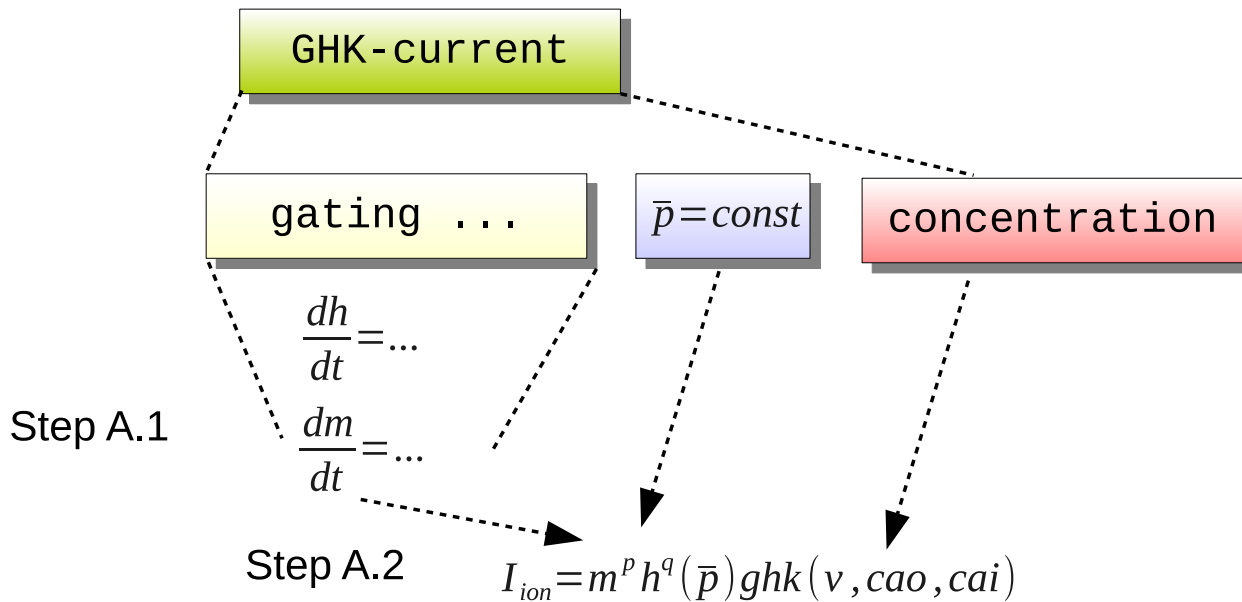 GHK-current
gating ...
p̅=const
concentration
dh/dt=...
Step A.1
dm/dt=...
Step A.2
I_ion=m^p h^q(p̅)ghk(v,cao,cai)